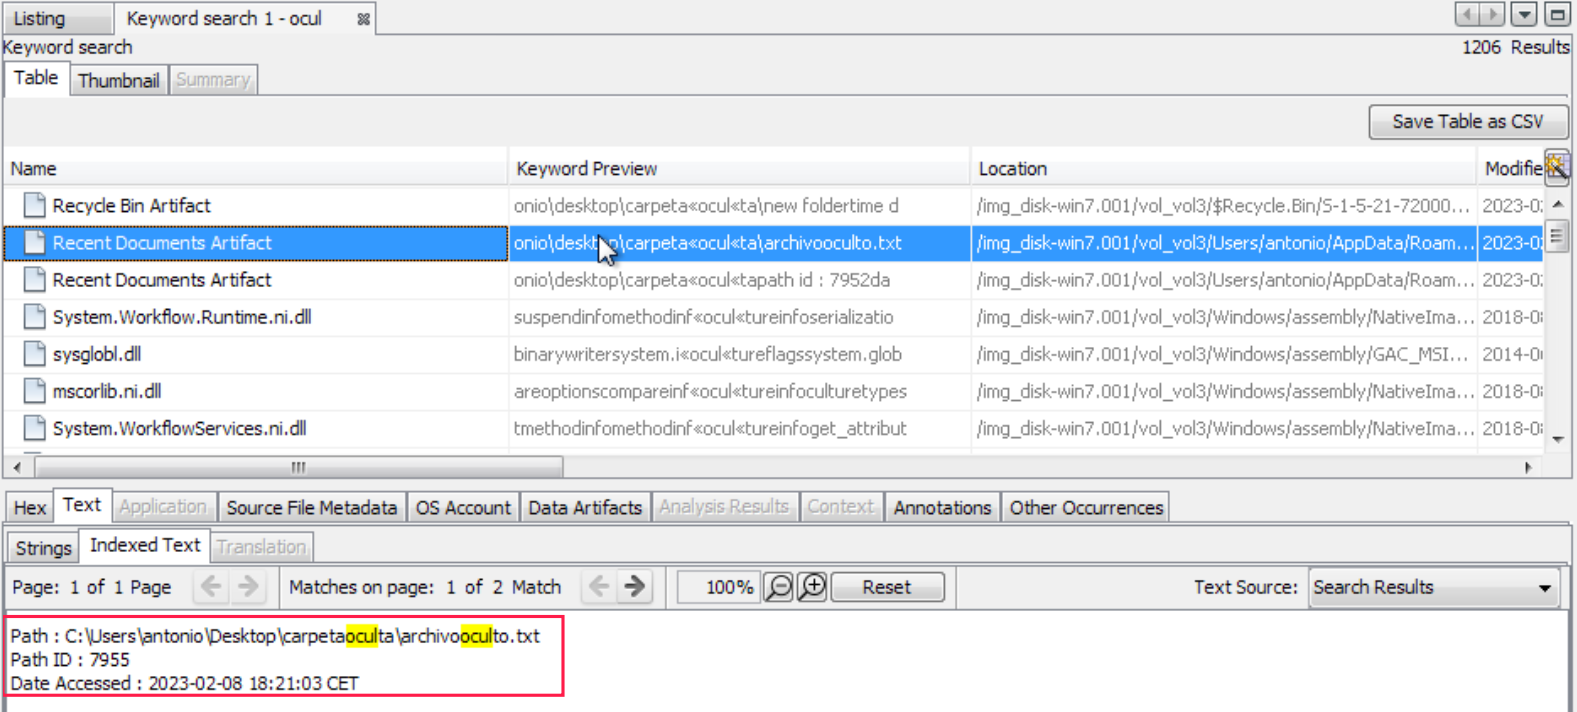 Listing Keyword search 1 - ocul
Keyword search 1206 Results
Table Thumbnail Summary
Save Table as CSV
Name Keyword Preview Location Modifie
Recycle Bin Artifact onio\desktop\carpeta«ocul«ta\new foldertime d /img_disk-win7.001/vol_vol3/$Recycle.Bin/S-1-5-21-72000... 2023-0
Recent Documents Artifact onio\desktop\carpeta«ocul«ta\archivooculto.txt /img_disk-win7.001/vol_vol3/Users/antonio/AppData/Roam... 2023-0
Recent Documents Artifact onio\desktop\carpeta«ocul«tapath id : 7952da /img_disk-win7.001/vol_vol3/Users/antonio/AppData/Roam... 2023-0
System.Workflow.Runtime.ni.dll suspendinfomethodinf«ocul«tureinfoserializatio /img_disk-win7.001/vol_vol3/Windows/assembly/NativeIma... 2018-0
sysglobl.dll binarywritersystem.i«ocul«tureflagssystem.glob /img_disk-win7.001/vol_vol3/Windows/assembly/GAC_MSI... 2014-0
mscorlib.ni.dll areoptionscompareinf«ocul«tureinfoculturetypes /img_disk-win7.001/vol_vol3/Windows/assembly/NativeIma... 2018-0
System.WorkflowServices.ni.dll tmethodinfomethodinf«ocul«tureinfoget_attribut /img_disk-win7.001/vol_vol3/Windows/assembly/NativeIma... 2018-0
Hex Text Application Source File Metadata OS Account Data Artifacts Analysis Results Context Annotations Other Occurrences
Strings Indexed Text Translation
Page: 1 of 1 Page Matches on page: 1 of 2 Match 100% Reset Text Source: Search Results
Path : C:\Users\antonio\Desktop\carpetaoculta\archivooculto.txt
Path ID : 7955
Date Accessed : 2023-02-08 18:21:03 CET